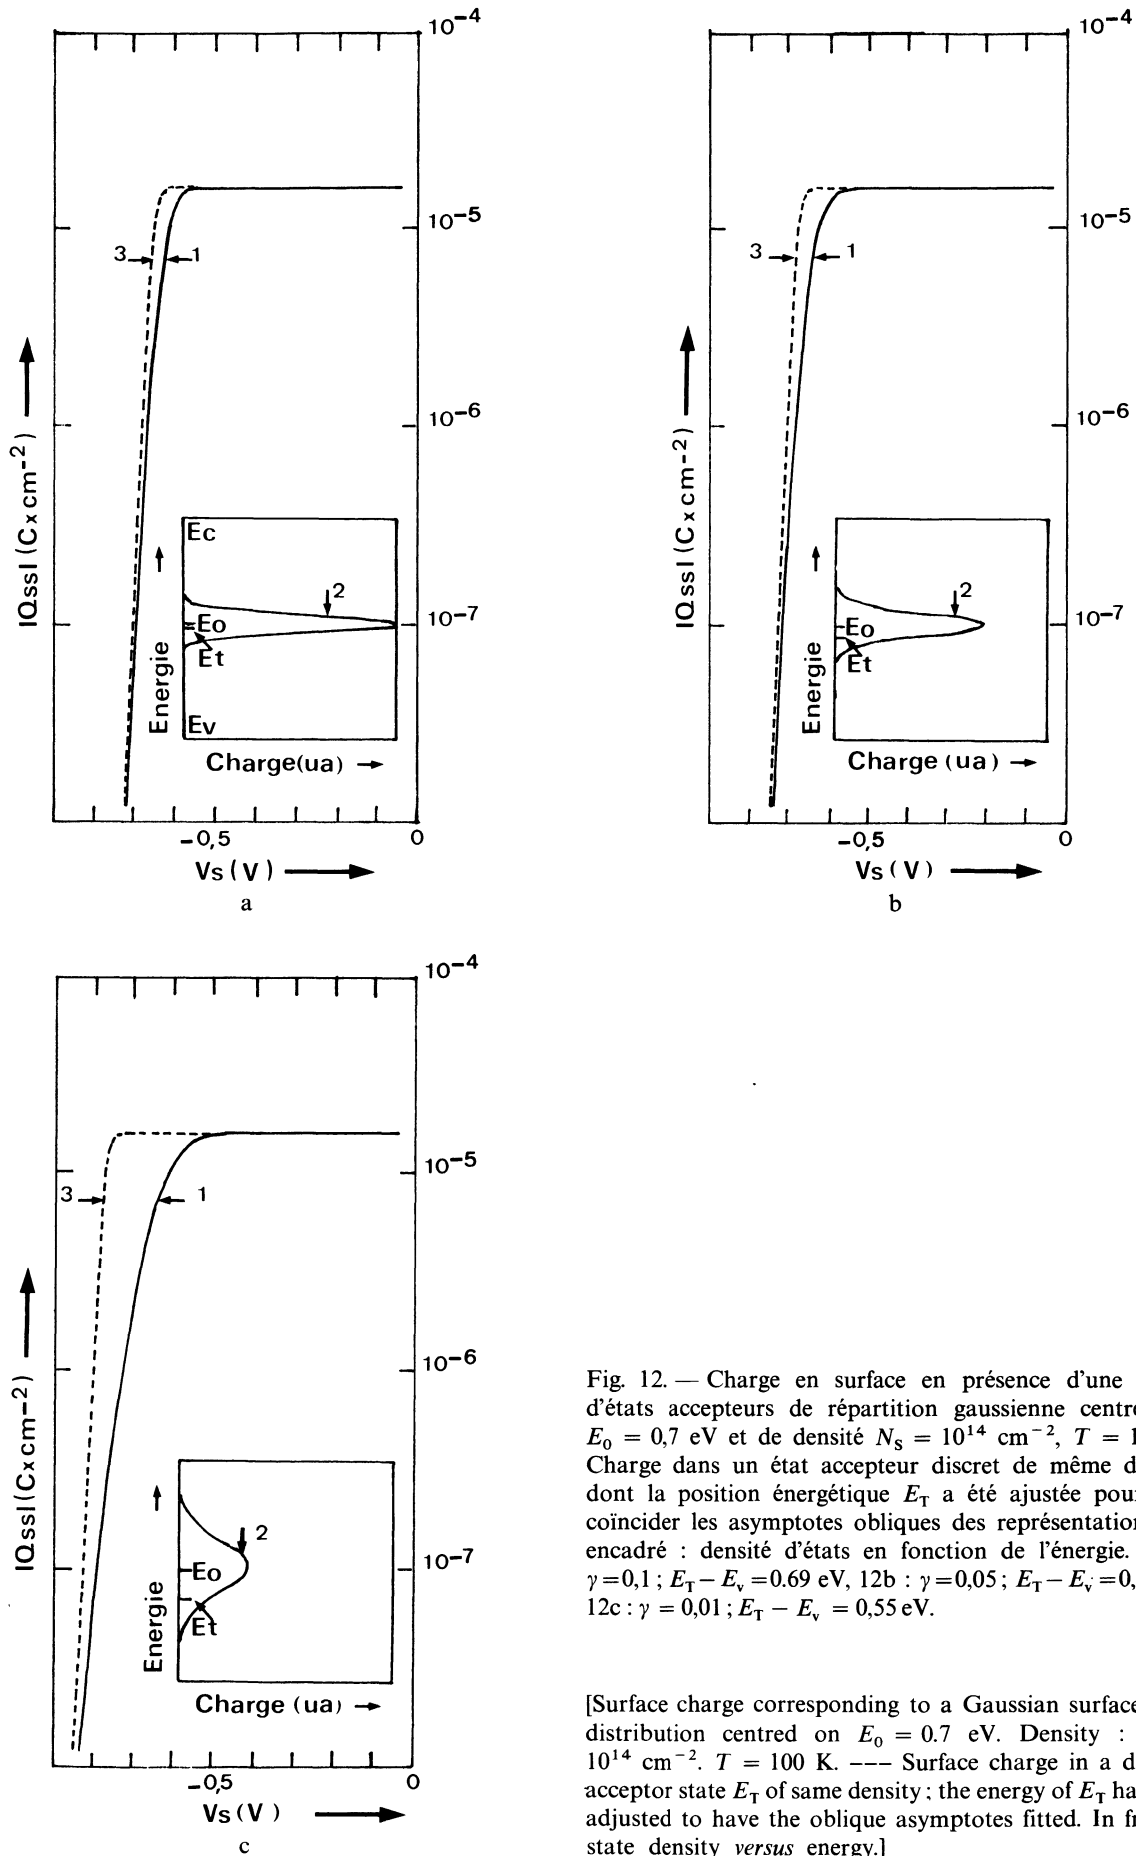 10⁻⁴
10⁻⁵
10⁻⁶
10⁻⁷
3
1
IQssI (C x cm⁻²)
Ec
2
Eo
Et
Ev
Energie
Charge(ua)
-0,5
0
Vs (V)
a
10⁻⁴
10⁻⁵
10⁻⁶
10⁻⁷
3
1
IQssI (C x cm⁻²)
2
Eo
Et
Energie
Charge (ua)
-0,5
0
Vs (V)
b
10⁻⁴
10⁻⁵
10⁻⁶
10⁻⁷
3
1
IQssI (C x cm⁻²)
2
Eo
Et
Energie
Charge (ua)
-0,5
0
Vs (V)
c
Fig. 12. — Charge en surface en présence d'une
d'états accepteurs de répartition gaussienne
E₀ = 0,7 eV et de densité Nₛ = 10¹⁴ cm⁻², T =
Charge dans un état accepteur discret de même
dont la position énergétique E_T a été ajustée
coïncider les asymptotes obliques des
encadré : densité d'états en fonction de l'énergie.
γ=0,1 ; E_T − E_v =0.69 eV, 12b : γ=0,05 ; E_T − E_v =0,
12c : γ = 0,01 ; E_T − E_v = 0,55 eV.
[Surface charge corresponding to a Gaussian surface
distribution centred on E₀ = 0.7 eV. Density :
10¹⁴ cm⁻². T = 100 K. --- Surface charge in a
acceptor state E_T of same density ; the energy of E_T
adjusted to have the oblique asymptotes fitted. In
state density versus energy.]